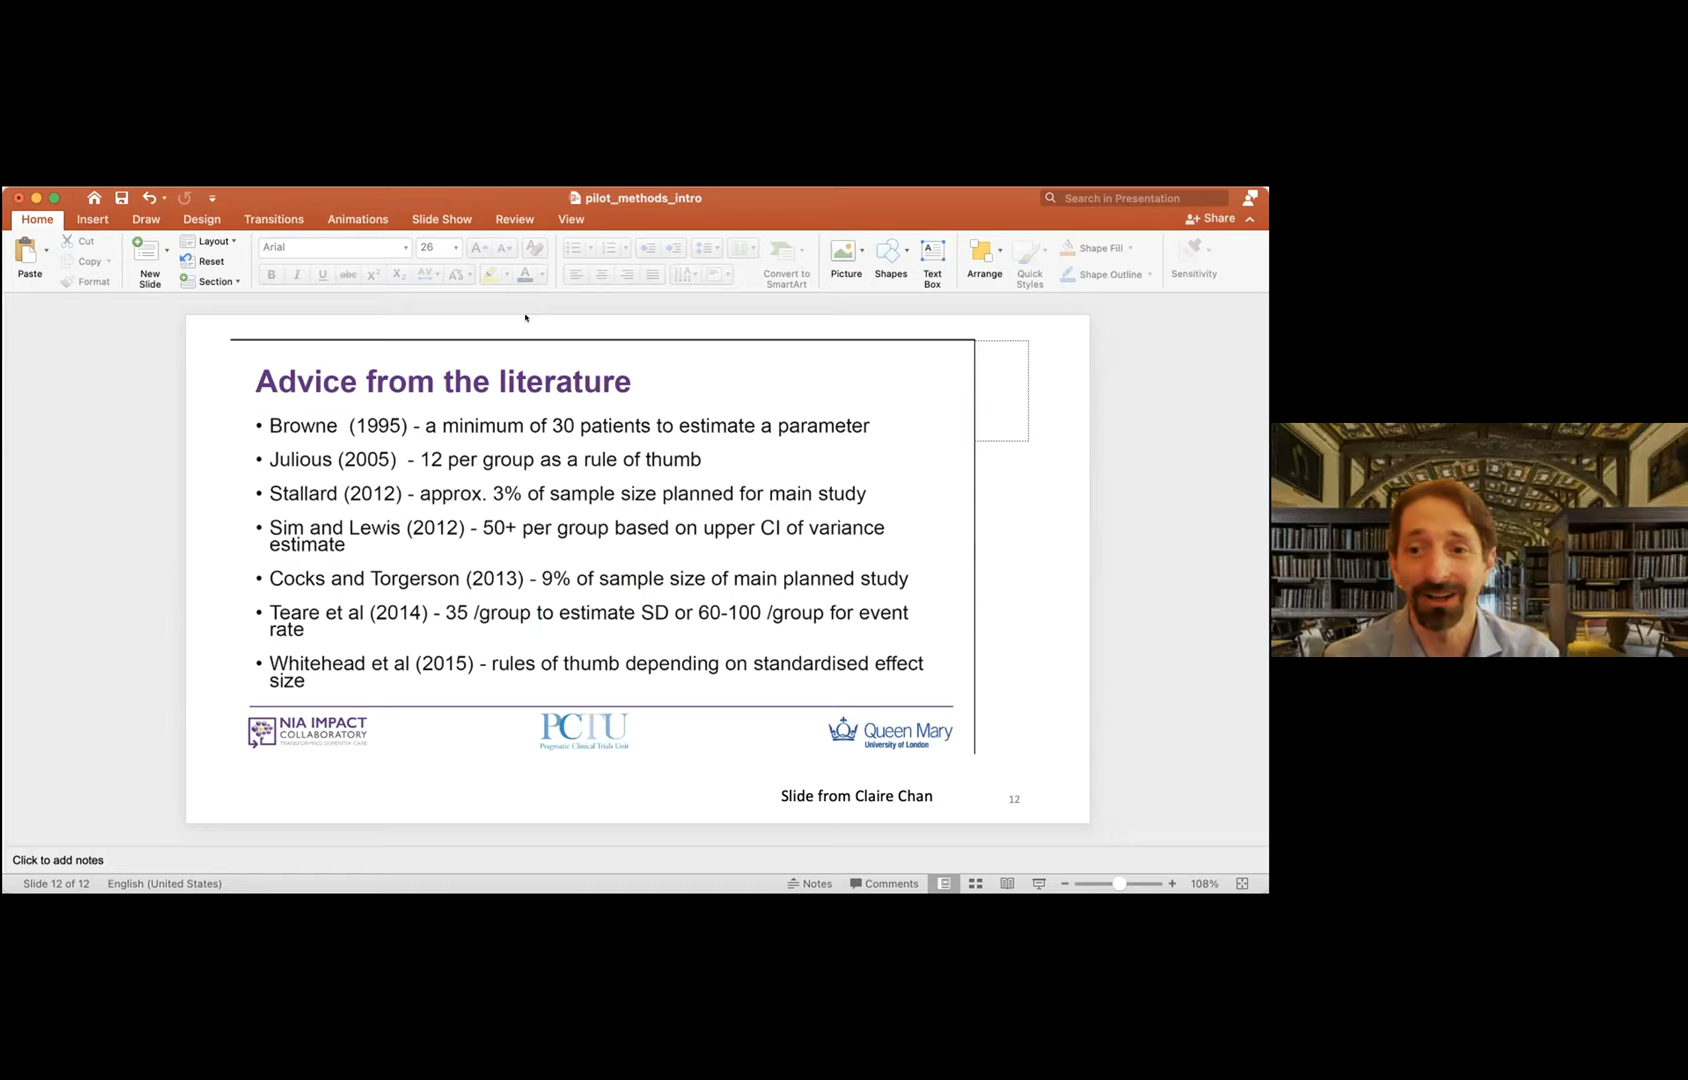 pilot_methods_intro
Search in Presentation
Home Insert Draw Design Transitions Animations Slide Show Review View Share
Paste
Cut
Copy
Format
New
Slide
Layout
Reset
Section
Arial 26
B I U abc X² X₂ AV Aa A
Convert to
SmartArt
Picture
Shapes
Text
Box
Arrange
Quick
Styles
Shape Fill
Shape Outline
Sensitivity
Advice from the literature
• Browne (1995) - a minimum of 30 patients to estimate a parameter
• Julious (2005) - 12 per group as a rule of thumb
• Stallard (2012) - approx. 3% of sample size planned for main study
• Sim and Lewis (2012) - 50+ per group based on upper CI of variance
estimate
• Cocks and Torgerson (2013) - 9% of sample size of main planned study
• Teare et al (2014) - 35 /group to estimate SD or 60-100 /group for event
rate
• Whitehead et al (2015) - rules of thumb depending on standardised effect
size
NIA IMPACT
COLLABORATORY
TRANSFORMING DEMENTIA CARE
PCTU
Pragmatic Clinical Trials Unit
Queen Mary
University of London
Slide from Claire Chan
12
Click to add notes
Slide 12 of 12 English (United States) Notes Comments 108%